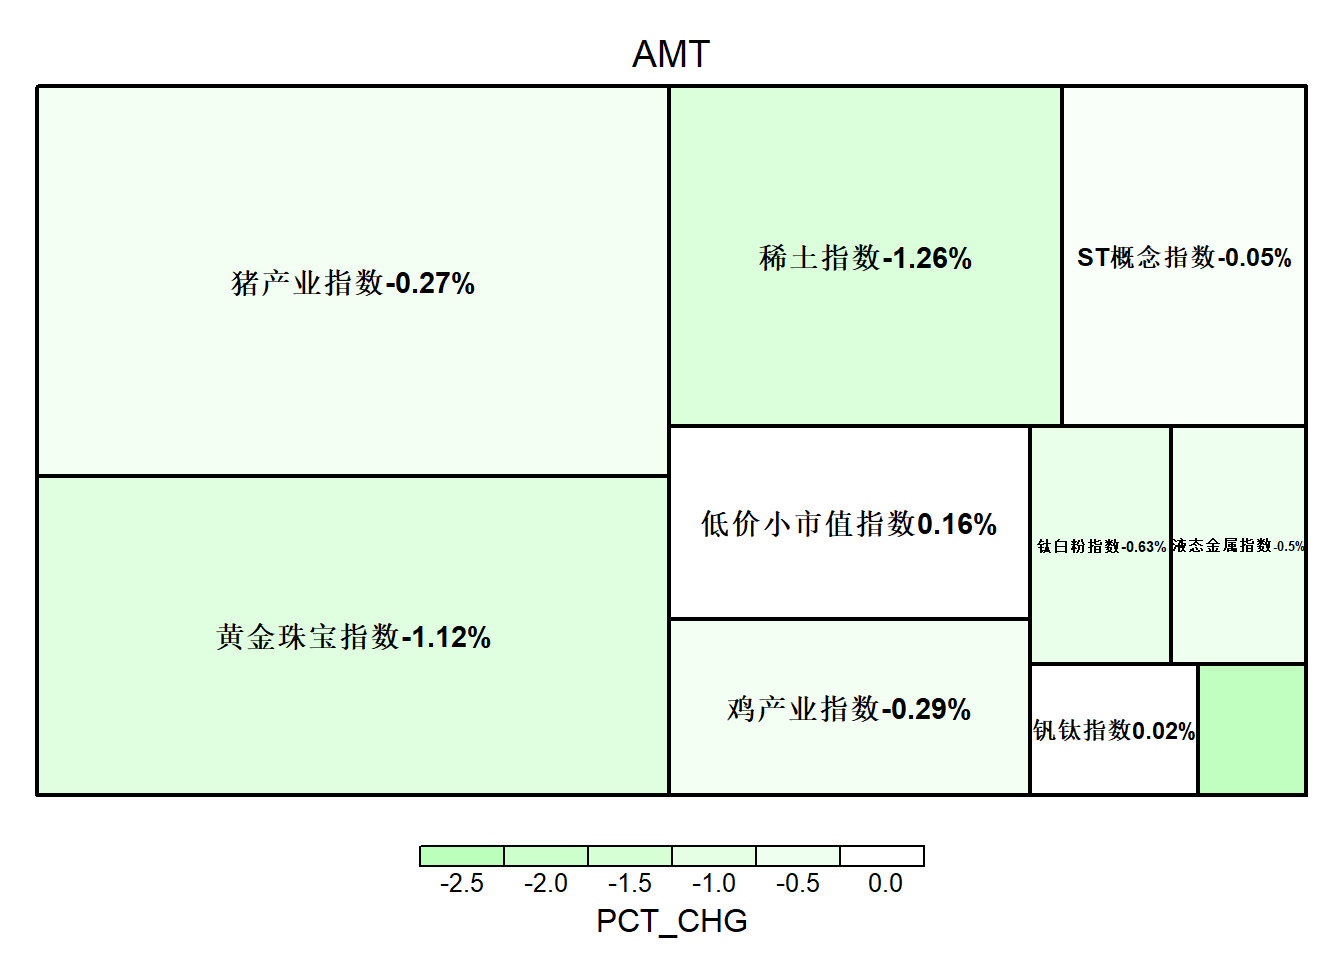 AMT
猪产业指数-0.27%
黄金珠宝指数-1.12%
稀土指数-1.26%
ST概念指数-0.05%
低价小市值指数0.16%
鸡产业指数-0.29%
钛白粉指数-0.63%
液态金属指数-0.5%
钒钛指数0.02%
-2.5 -2.0 -1.5 -1.0 -0.5 0.0
PCT_CHG